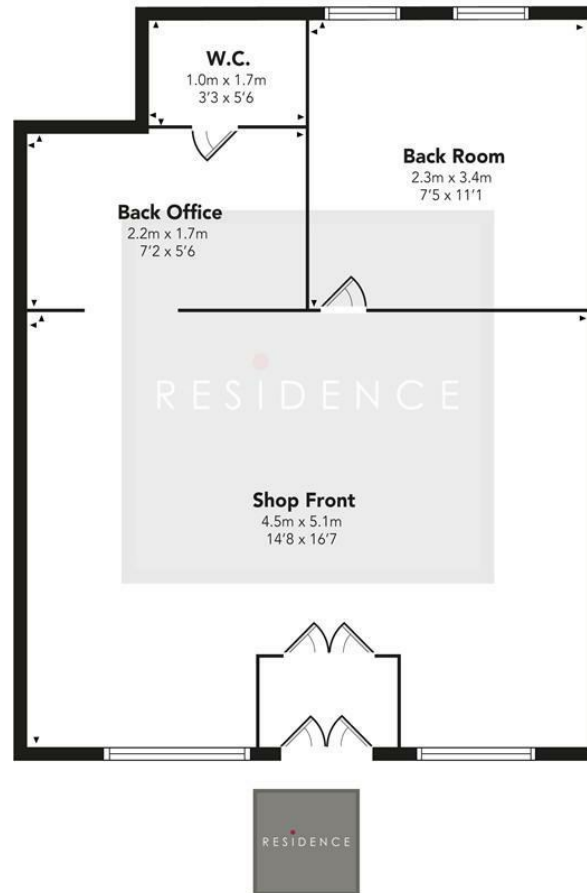 W.C.
1.0m x 1.7m
3'3 x 5'6
Back Room
2.3m x 3.4m
7'5 x 11'1
Back Office
2.2m x 1.7m
7'2 x 5'6
RESIDENCE
Shop Front
4.5m x 5.1m
14'8 x 16'7
RESIDENCE